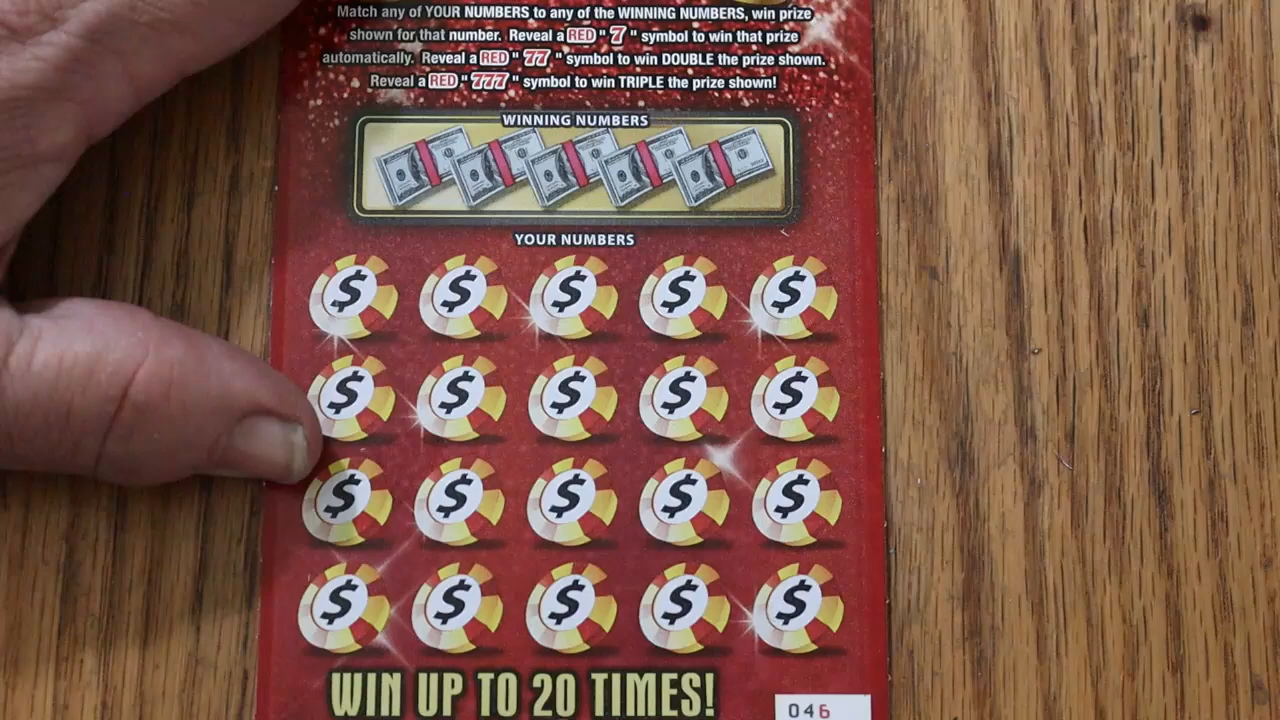 Match any of YOUR NUMBERS to any of the WINNING NUMBERS, win prize
shown for that number. Reveal a RED "7" symbol to win that prize
automatically. Reveal a RED "77" symbol to win DOUBLE the prize shown.
Reveal a RED "777" symbol to win TRIPLE the prize shown!
WINNING NUMBERS
YOUR NUMBERS
$ $ $ $ $
$ $ $ $ $
$ $ $ $ $
$ $ $ $ $
WIN UP TO 20 TIMES!
046